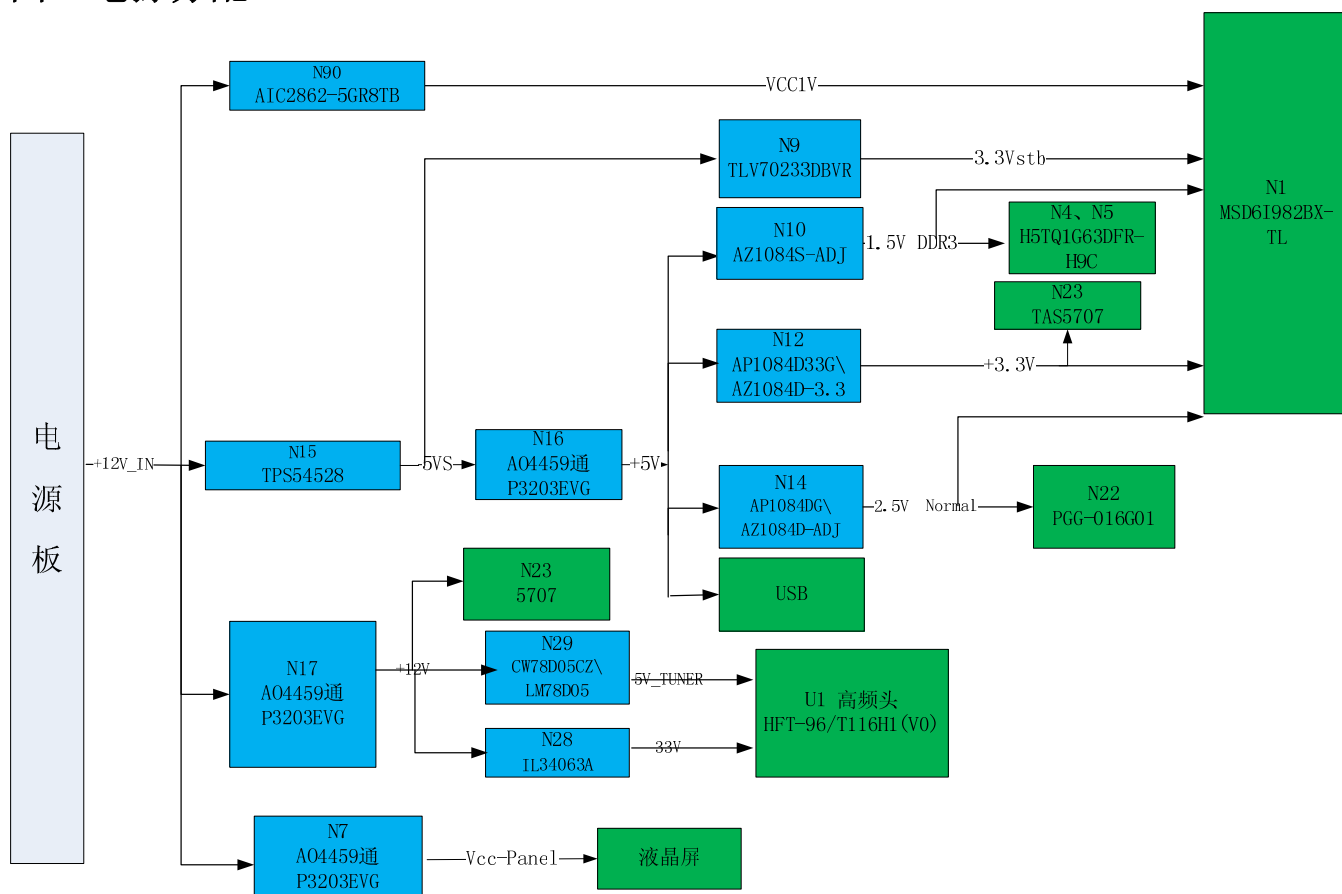 电
源
板
+12V_IN
N90
AIC2862-5GR8TB
VCC1V
N9
TLV70233DBVR
3.3Vstb
N10
AZ1084S-ADJ
1.5V DDR3
N4、N5
H5TQ1G63DFR-
H9C
N1
MSD6I982BX-
TL
N23
TAS5707
N12
AP1084D33G\
AZ1084D-3.3
+3.3V
N15
TPS54528
5VS
N16
AO4459通
P3203EVG
+5V
N14
AP1084DG\
AZ1084D-ADJ
2.5V Normal
N22
PGG-016G01
USB
N23
5707
N17
AO4459通
P3203EVG
+12V
N29
CW78D05CZ\
LM78D05
5V_TUNER
U1 高频头
HFT-96/T116H1(V0)
N28
IL34063A
33V
N7
AO4459通
P3203EVG
Vcc-Panel
液晶屏